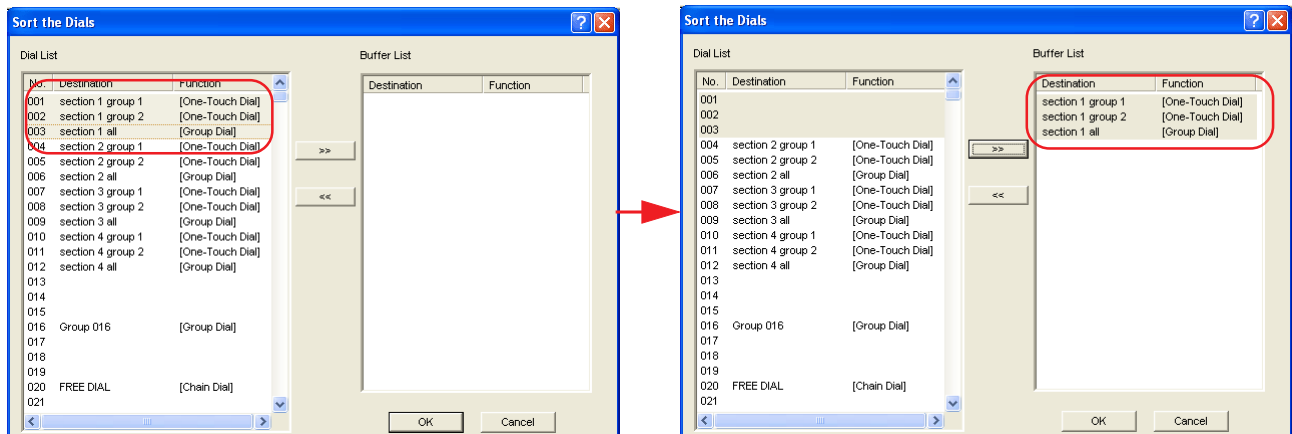 Sort the Dials
Dial List
Buffer List
No. Destination Function
Destination Function
001 section 1 group 1 [One-Touch Dial]
002 section 1 group 2 [One-Touch Dial]
003 section 1 all [Group Dial]
004 section 2 group 1 [One-Touch Dial]
005 section 2 group 2 [One-Touch Dial]
006 section 2 all [Group Dial]
007 section 3 group 1 [One-Touch Dial]
008 section 3 group 2 [One-Touch Dial]
009 section 3 all [Group Dial]
010 section 4 group 1 [One-Touch Dial]
011 section 4 group 2 [One-Touch Dial]
012 section 4 all [Group Dial]
013
014
015
016 Group 016 [Group Dial]
017
018
019
020 FREE DIAL [Chain Dial]
021
>>
<<
OK Cancel
Sort the Dials
Dial List
Buffer List
No. Destination Function
Destination Function
001
002
003
004 section 2 group 1 [One-Touch Dial]
005 section 2 group 2 [One-Touch Dial]
006 section 2 all [Group Dial]
007 section 3 group 1 [One-Touch Dial]
008 section 3 group 2 [One-Touch Dial]
009 section 3 all [Group Dial]
010 section 4 group 1 [One-Touch Dial]
011 section 4 group 2 [One-Touch Dial]
012 section 4 all [Group Dial]
013
014
015
016 Group 016 [Group Dial]
017
018
019
020 FREE DIAL [Chain Dial]
021
>>
<<
section 1 group 1 [One-Touch Dial]
section 1 group 2 [One-Touch Dial]
section 1 all [Group Dial]
OK Cancel